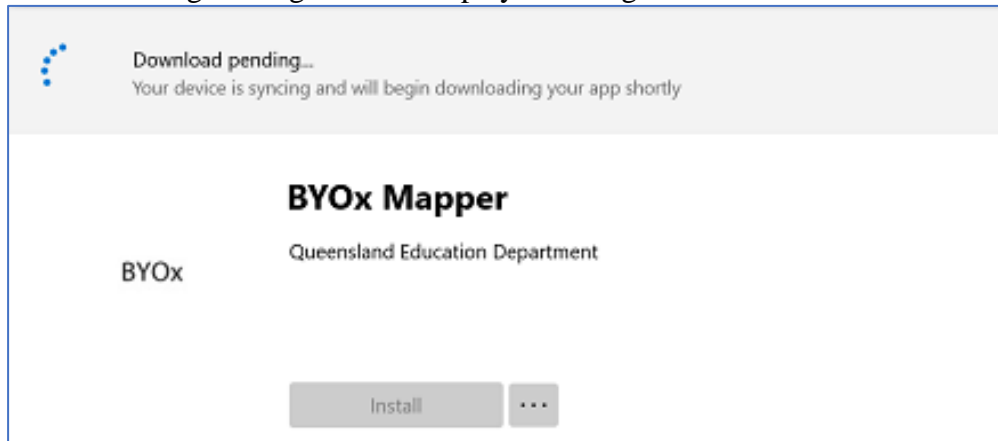 Download pending...
Your device is syncing and will begin downloading your app shortly
BYOx Mapper
Queensland Education Department
BYOx
Install
...